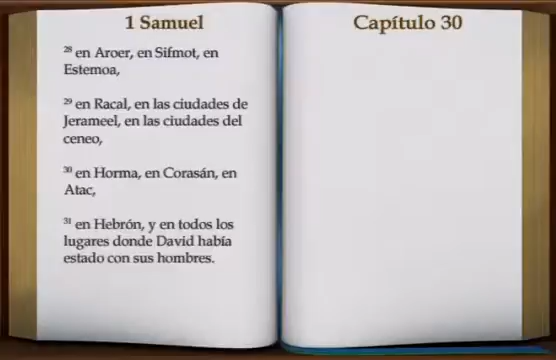 1 Samuel
²⁸ en Aroer, en Sifmot, en
Estemoa,
²⁹ en Racal, en las ciudades de
Jerameel, en las ciudades del
ceneo,
³⁰ en Horma, en Corasán, en
Atac,
³¹ en Hebrón, y en todos los
lugares donde David había
estado con sus hombres.
Capítulo 30